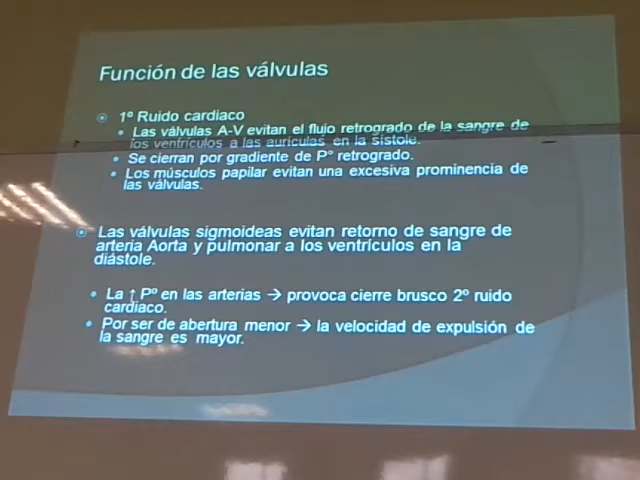 Función de las válvulas
1º Ruido cardiaco
Las válvulas A-V evitan el flujo retrogrado de la sangre de
los ventrículos a las aurículas en la sístole.
Se cierran por gradiente de Pº retrogrado.
Los músculos papilar evitan una excesiva prominencia de
las válvulas.
Las válvulas sigmoideas evitan retorno de sangre de
arteria Aorta y pulmonar a los ventrículos en la
diástole.
La ↑ Pº en las arterias → provoca cierre brusco 2º ruido
cardiaco.
Por ser de abertura menor → la velocidad de expulsión de
la sangre es mayor.